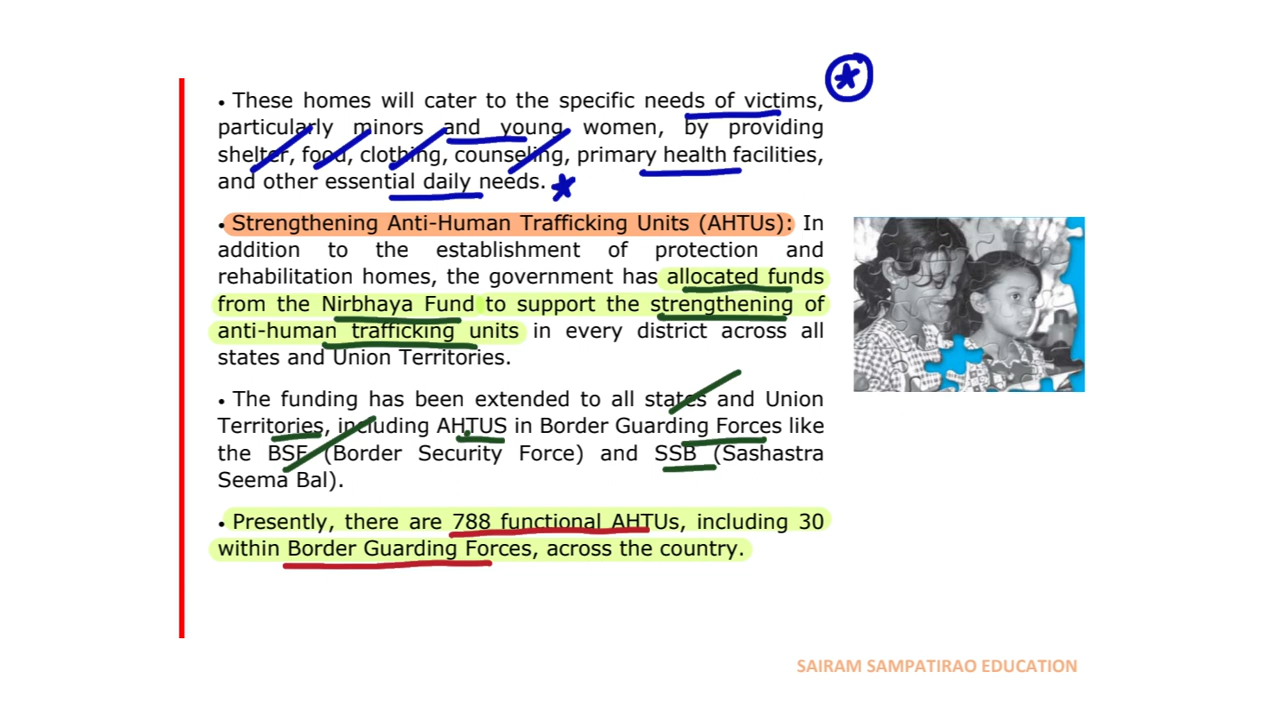 • These homes will cater to the specific needs of victims,
particularly minors and young women, by providing
shelter, food, clothing, counseling, primary health facilities,
and other essential daily needs.
• Strengthening Anti-Human Trafficking Units (AHTUs): In
addition to the establishment of protection and
rehabilitation homes, the government has allocated funds
from the Nirbhaya Fund to support the strengthening of
anti-human trafficking units in every district across all
states and Union Territories.
• The funding has been extended to all states and Union
Territories, including AHTUS in Border Guarding Forces like
the BSF (Border Security Force) and SSB (Sashastra
Seema Bal).
• Presently, there are 788 functional AHTUs, including 30
within Border Guarding Forces, across the country.
SAIRAM SAMPATIRAO EDUCATION